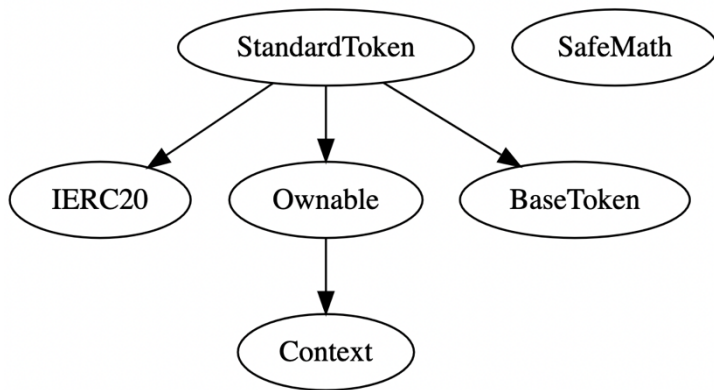 StandardToken
SafeMath
IERC20
Ownable
BaseToken
Context